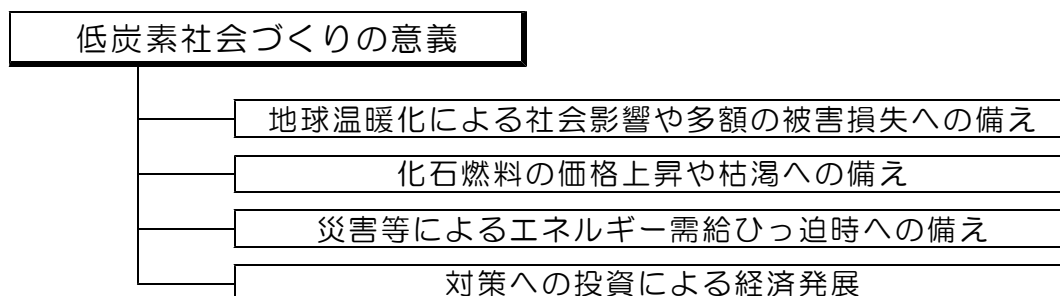 低炭素社会づくりの意義
地球温暖化による社会影響や多額の被害損失への備え
化石燃料の価格上昇や枯渇への備え
災害等によるエネルギー需給ひっ迫時への備え
対策への投資による経済発展